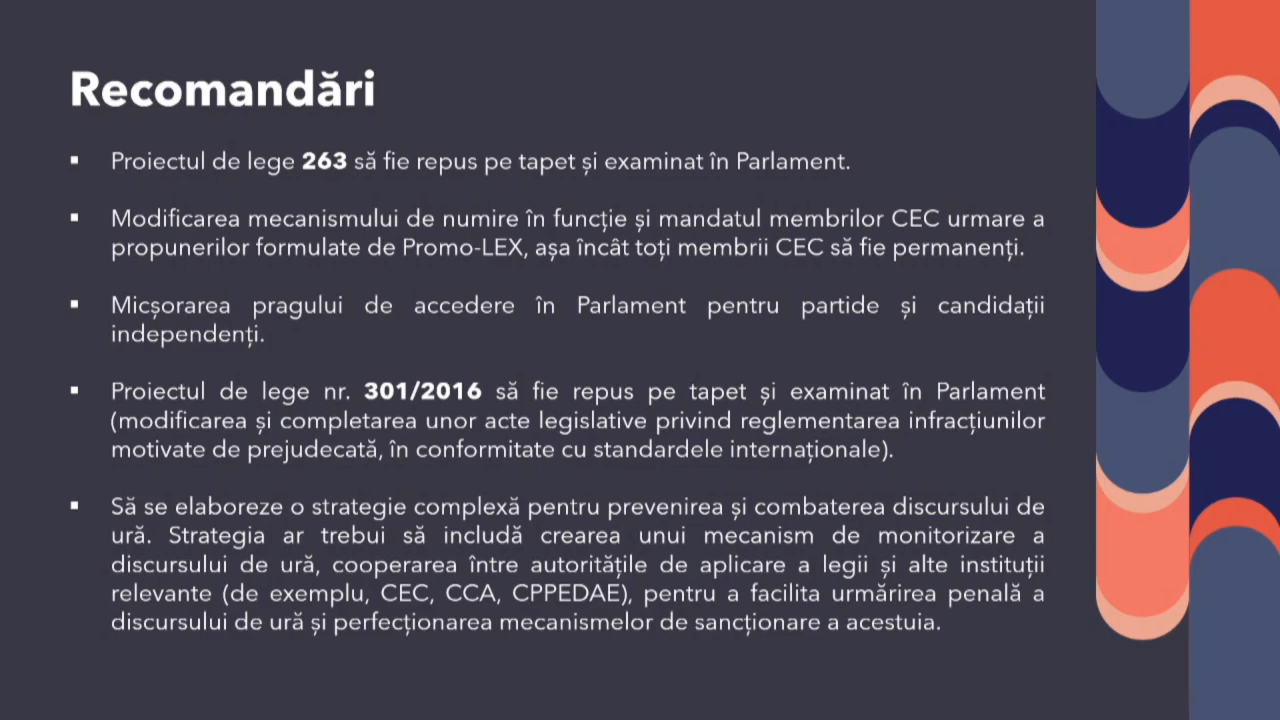 Recomandări
▪ Proiectul de lege 263 să fie repus pe tapet și examinat în Parlament.
▪ Modificarea mecanismului de numire în funcție și mandatul membrilor CEC urmare a
propunerilor formulate de Promo-LEX, așa încât toți membrii CEC să fie permanenți.
▪ Micșorarea pragului de accedere în Parlament pentru partide și candidații
independenți.
▪ Proiectul de lege nr. 301/2016 să fie repus pe tapet și examinat în Parlament
(modificarea și completarea unor acte legislative privind reglementarea infracțiunilor
motivate de prejudecată, în conformitate cu standardele internaționale).
▪ Să se elaboreze o strategie complexă pentru prevenirea și combaterea discursului de
ură. Strategia ar trebui să includă crearea unui mecanism de monitorizare a
discursului de ură, cooperarea între autoritățile de aplicare a legii și alte instituții
relevante (de exemplu, CEC, CCA, CPPEDAE), pentru a facilita urmărirea penală a
discursului de ură și perfecționarea mecanismelor de sancționare a acestuia.